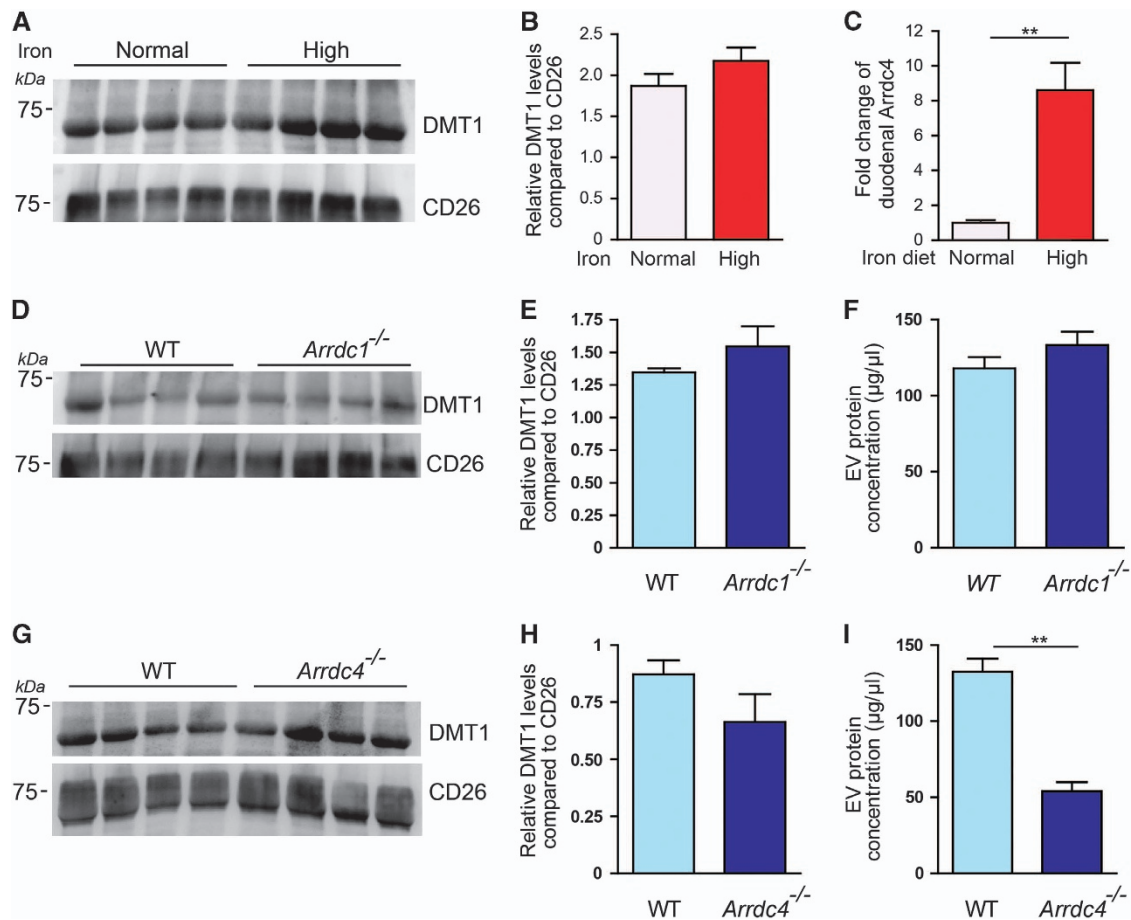 A
Iron Normal High
kDa
75-
DMT1
75-
CD26
B
Relative DMT1 levels
compared to CD26
2.5
2.0
1.5
1.0
0.5
0
Iron Normal High
C
**
Fold change of
duodenal Arrdc4
14
12
10
8
6
4
2
0
Iron diet Normal High
D
WT Arrdc1-/-
kDa
75-
DMT1
75-
CD26
E
Relative DMT1 levels
compared to CD26
1.75
1.50
1.25
1.00
0.75
0.50
0.25
0
WT Arrdc1-/-
F
EV protein
concentration (µg/µl)
150
100
50
0
WT Arrdc1-/-
G
WT Arrdc4-/-
kDa
75-
DMT1
75-
CD26
H
Relative DMT1 levels
compared to CD26
1
0.75
0.5
0.25
0
WT Arrdc4-/-
I
**
EV protein
concentration (µg/µl)
150
100
50
0
WT Arrdc4-/-